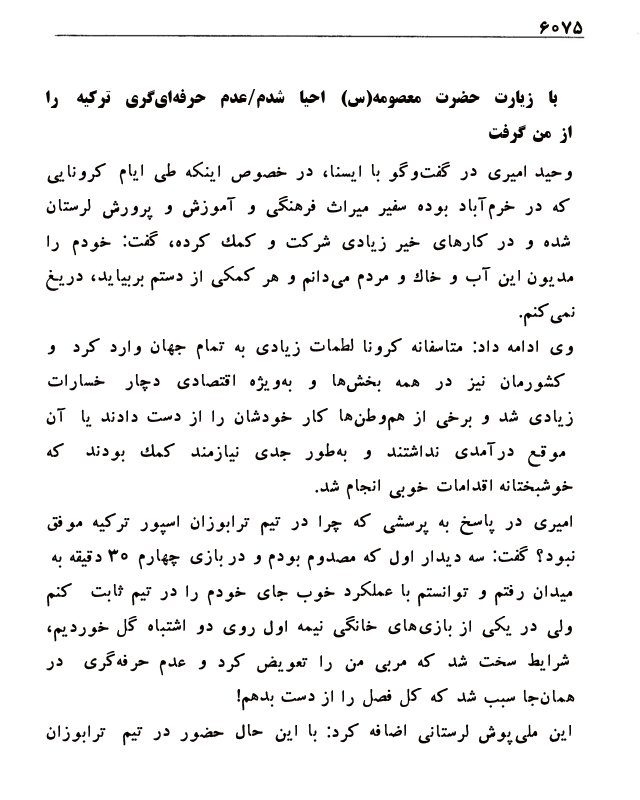 ۶۰۷۵
با زیارت حضرت معصومه(س) احیا شدم/عدم حرفه‌ای‌گری ترکیه را
از من گرفت
وحید امیری در گفت‌وگو با ایسنا، در خصوص اینکه طی ایام کرونایی
که در خرم‌آباد بوده سفیر میراث فرهنگی و آموزش و پرورش لرستان
شده و در کارهای خیر زیادی شرکت و کمك کرده، گفت: خودم را
مدیون این آب و خاك و مردم می‌دانم و هر کمکی از دستم بربیاید، دریغ
نمی‌کنم.
وی ادامه داد: متاسفانه کرونا لطمات زیادی به تمام جهان وارد کرد و
کشورمان نیز در همه بخش‌ها و به‌ویژه اقتصادی دچار خسارات
زیادی شد و برخی از هم‌وطن‌ها کار خودشان را از دست دادند یا آن
موقع درآمدی نداشتند و به‌طور جدی نیازمند کمك بودند که
خوشبختانه اقدامات خوبی انجام شد.
امیری در پاسخ به پرسشی که چرا در تیم ترابوزان اسپور ترکیه موفق
نبود؟ گفت: سه دیدار اول که مصدوم بودم و در بازی چهارم ۳۰ دقیقه به
میدان رفتم و توانستم با عملکرد خوب جای خودم را در تیم ثابت کنم
ولی در یکی از بازی‌های خانگی نیمه اول روی دو اشتباه گل خوردیم،
شرایط سخت شد که مربی من را تعویض کرد و عدم حرفه‌گری در
همان‌جا سبب شد که کل فصل را از دست بدهم!
این ملی‌پوش لرستانی اضافه کرد: با این حال حضور در تیم ترابوزان